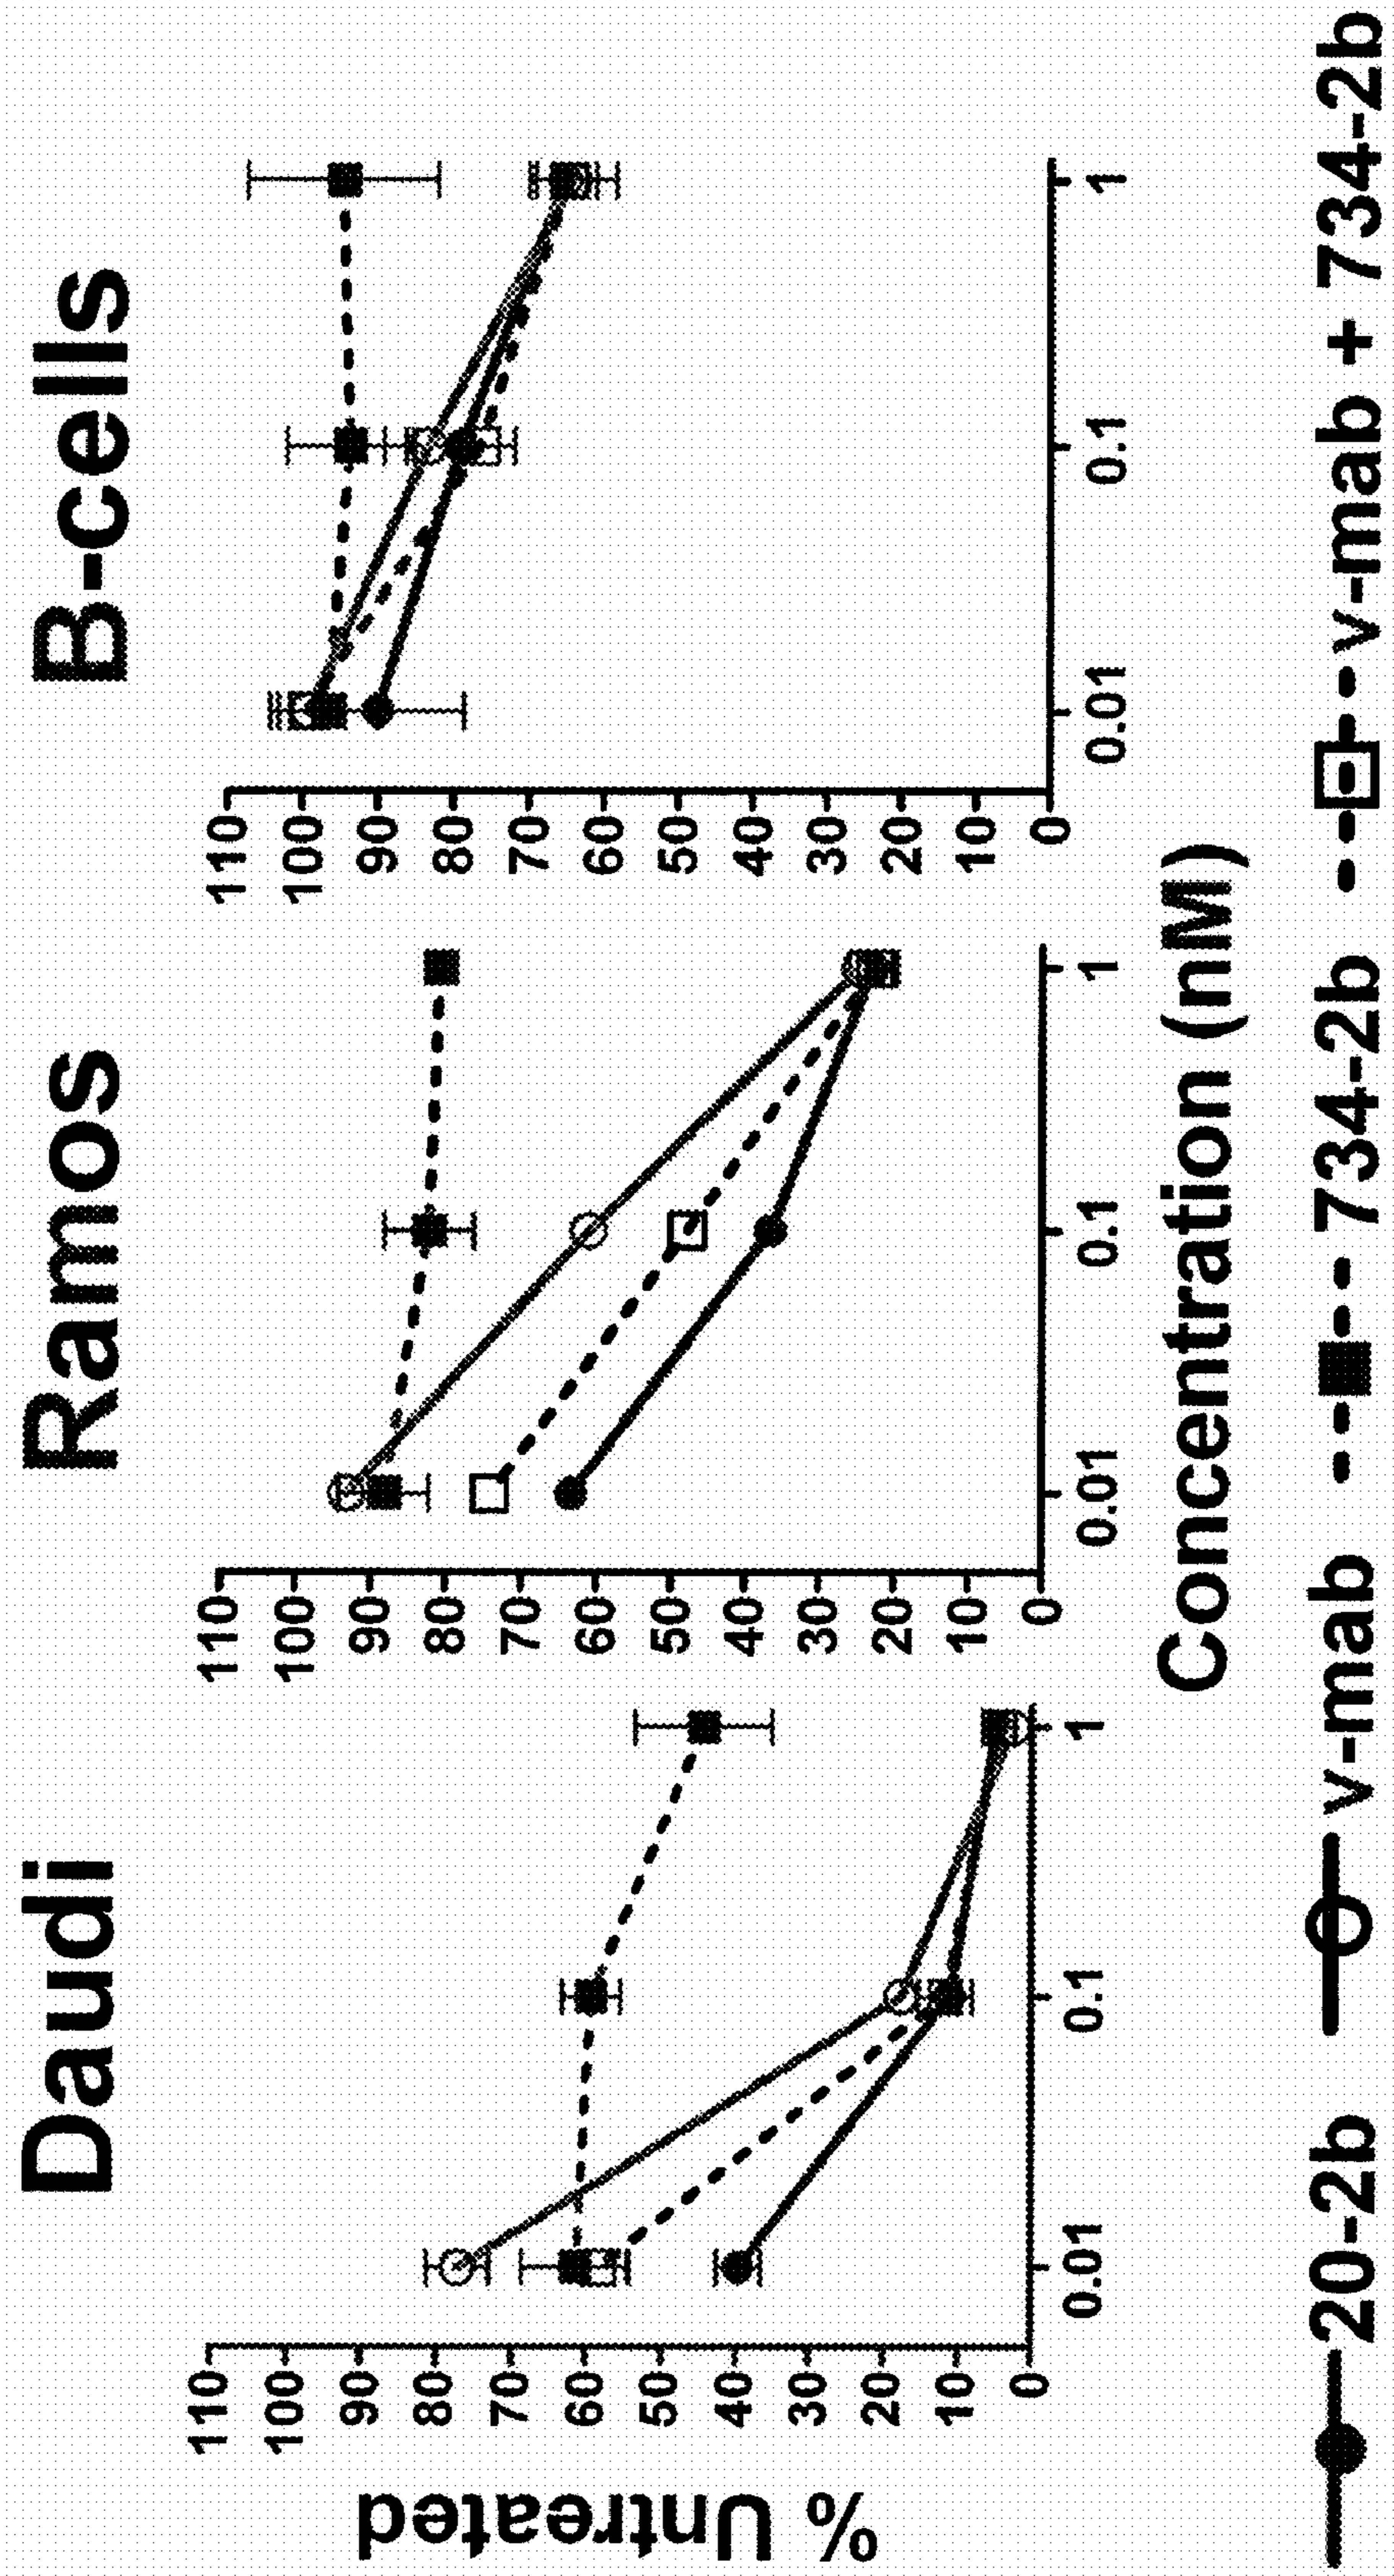 Daudi Ramos B-cells
% Untreated
110 110 110
100 100 100
90 90 90
80 80 80
70 70 70
60 60 60
50 50 50
40 40 40
30 30 30
20 20 20
10 10 10
0 0 0
0.01 0.1 1 0.01 0.1 1 0.01 0.1 1
Concentration (nM)
20-2b v-mab 734-2b v-mab + 734-2b